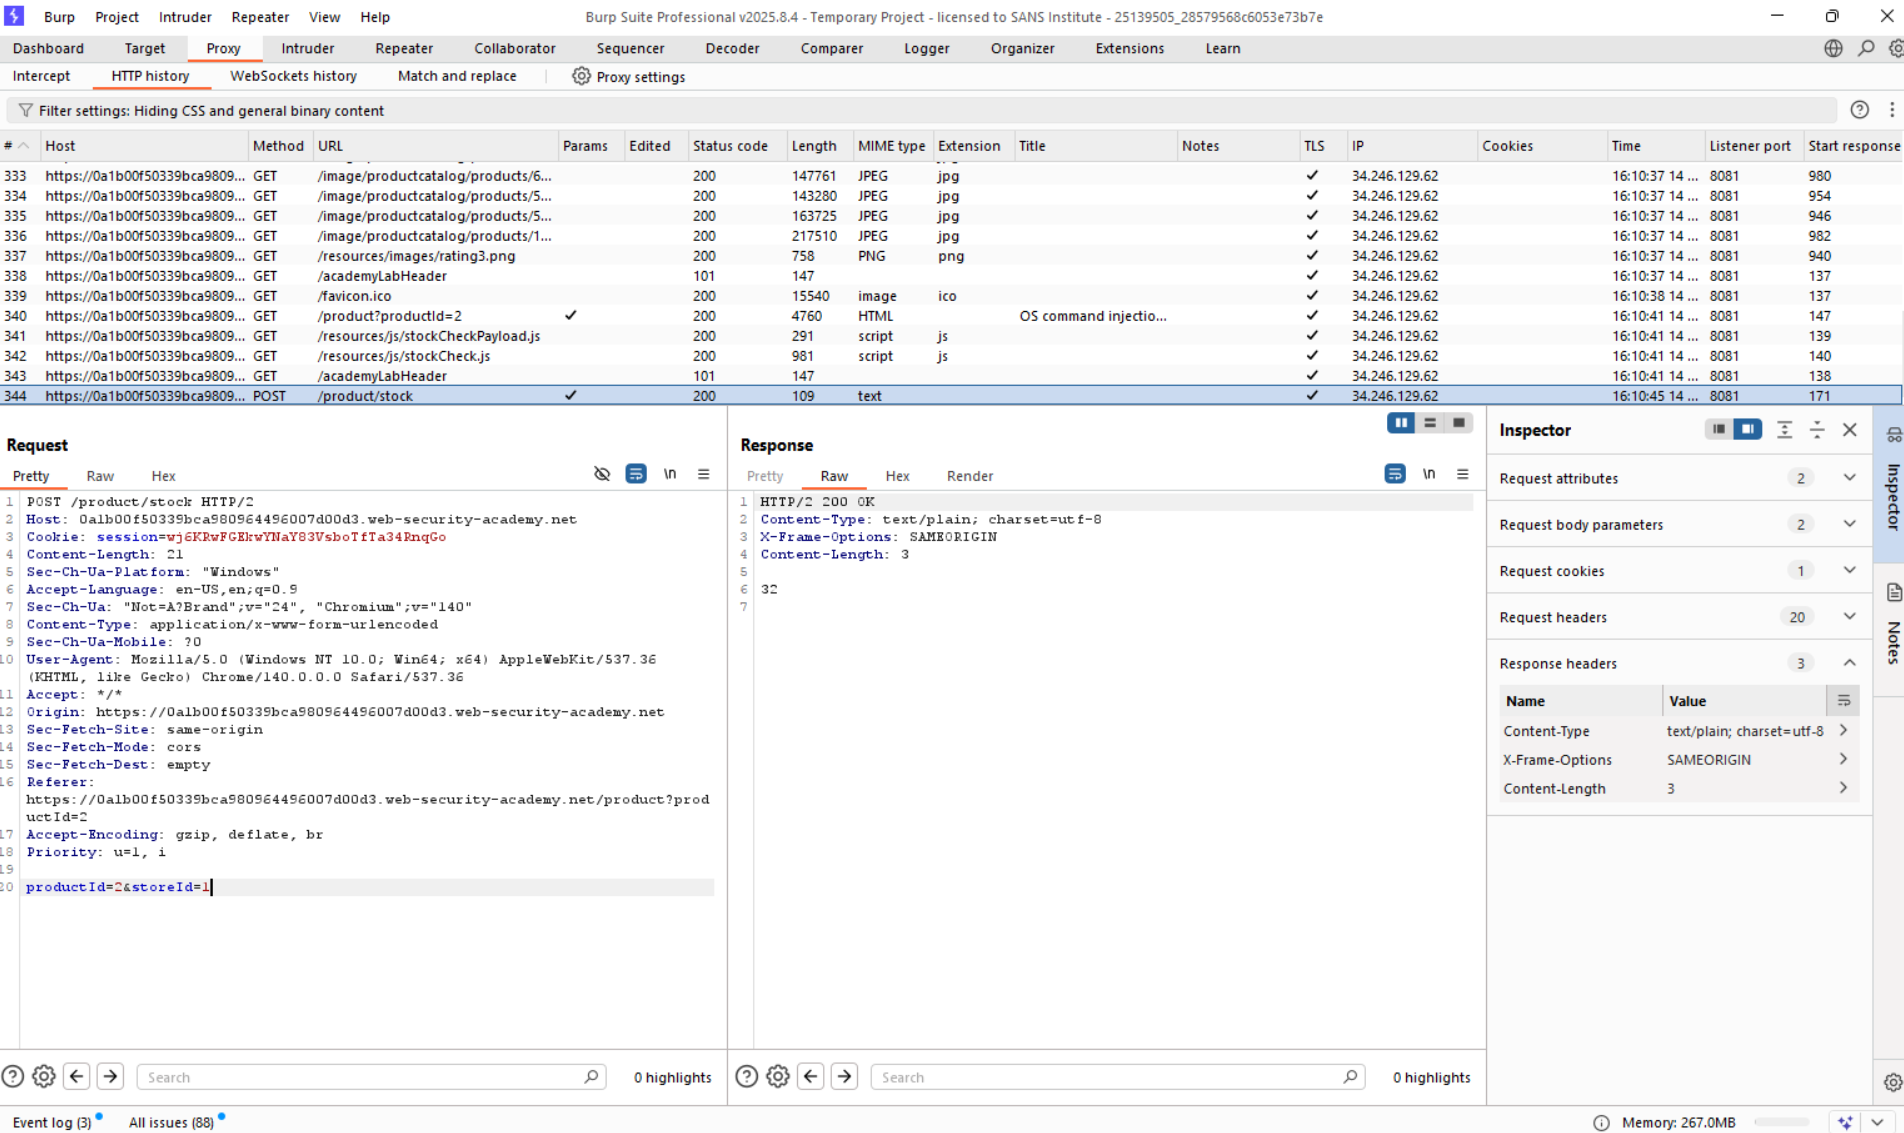 Burp Project Intruder Repeater View Help Burp Suite Professional v2025.8.4 - Temporary Project - licensed to SANS Institute - 25139505_28579568c6053e73b7e
Dashboard Target Proxy Intruder Repeater Collaborator Sequencer Decoder Comparer Logger Organizer Extensions Learn
Intercept HTTP history WebSockets history Match and replace Proxy settings
Filter settings: Hiding CSS and general binary content
# Host Method URL Params Edited Status code Length MIME type Extension Title Notes TLS IP Cookies Time Listener port Start response
333 https://0a1b00f50339bca9809... GET /image/productcatalog/products/6... 200 147761 JPEG jpg ✓ 34.246.129.62 16:10:37 14 ... 8081 980
334 https://0a1b00f50339bca9809... GET /image/productcatalog/products/5... 200 143280 JPEG jpg ✓ 34.246.129.62 16:10:37 14 ... 8081 954
335 https://0a1b00f50339bca9809... GET /image/productcatalog/products/5... 200 163725 JPEG jpg ✓ 34.246.129.62 16:10:37 14 ... 8081 946
336 https://0a1b00f50339bca9809... GET /image/productcatalog/products/1... 200 217510 JPEG jpg ✓ 34.246.129.62 16:10:37 14 ... 8081 982
337 https://0a1b00f50339bca9809... GET /resources/images/rating3.png 200 758 PNG png ✓ 34.246.129.62 16:10:37 14 ... 8081 940
338 https://0a1b00f50339bca9809... GET /academyLabHeader 101 147 ✓ 34.246.129.62 16:10:37 14 ... 8081 137
339 https://0a1b00f50339bca9809... GET /favicon.ico 200 15540 image ico ✓ 34.246.129.62 16:10:38 14 ... 8081 137
340 https://0a1b00f50339bca9809... GET /product?productId=2 ✓ 200 4760 HTML OS command injectio... ✓ 34.246.129.62 16:10:41 14 ... 8081 147
341 https://0a1b00f50339bca9809... GET /resources/js/stockCheckPayload.js 200 291 script js ✓ 34.246.129.62 16:10:41 14 ... 8081 139
342 https://0a1b00f50339bca9809... GET /resources/js/stockCheck.js 200 981 script js ✓ 34.246.129.62 16:10:41 14 ... 8081 140
343 https://0a1b00f50339bca9809... GET /academyLabHeader 101 147 ✓ 34.246.129.62 16:10:41 14 ... 8081 138
344 https://0a1b00f50339bca9809... POST /product/stock ✓ 200 109 text ✓ 34.246.129.62 16:10:45 14 ... 8081 171
Request
Pretty Raw Hex \n
1 POST /product/stock HTTP/2
2 Host: 0a1b00f50339bca980964496007d00d3.web-security-academy.net
3 Cookie: session=wj6KRwFGEkwYNaY83VsboTfTa34RnqGo
4 Content-Length: 21
5 Sec-Ch-Ua-Platform: "Windows"
6 Accept-Language: en-US,en;q=0.9
7 Sec-Ch-Ua: "Not=A?Brand";v="24", "Chromium";v="140"
8 Content-Type: application/x-www-form-urlencoded
9 Sec-Ch-Ua-Mobile: ?0
10 User-Agent: Mozilla/5.0 (Windows NT 10.0; Win64; x64) AppleWebKit/537.36
(KHTML, like Gecko) Chrome/140.0.0.0 Safari/537.36
11 Accept: */*
12 Origin: https://0a1b00f50339bca980964496007d00d3.web-security-academy.net
13 Sec-Fetch-Site: same-origin
14 Sec-Fetch-Mode: cors
15 Sec-Fetch-Dest: empty
16 Referer:
https://0a1b00f50339bca980964496007d00d3.web-security-academy.net/product?prod
uctId=2
17 Accept-Encoding: gzip, deflate, br
18 Priority: u=1, i
19
20 productId=2&storeId=1
Search 0 highlights
Response
Pretty Raw Hex Render \n
1 HTTP/2 200 OK
2 Content-Type: text/plain; charset=utf-8
3 X-Frame-Options: SAMEORIGIN
4 Content-Length: 3
5
6 32
7
Search 0 highlights
Inspector
Request attributes 2
Request body parameters 2
Request cookies 1
Request headers 20
Response headers 3
Name Value
Content-Type text/plain; charset=utf-8
X-Frame-Options SAMEORIGIN
Content-Length 3
Inspector
Notes
Event log (3) All issues (88) Memory: 267.0MB